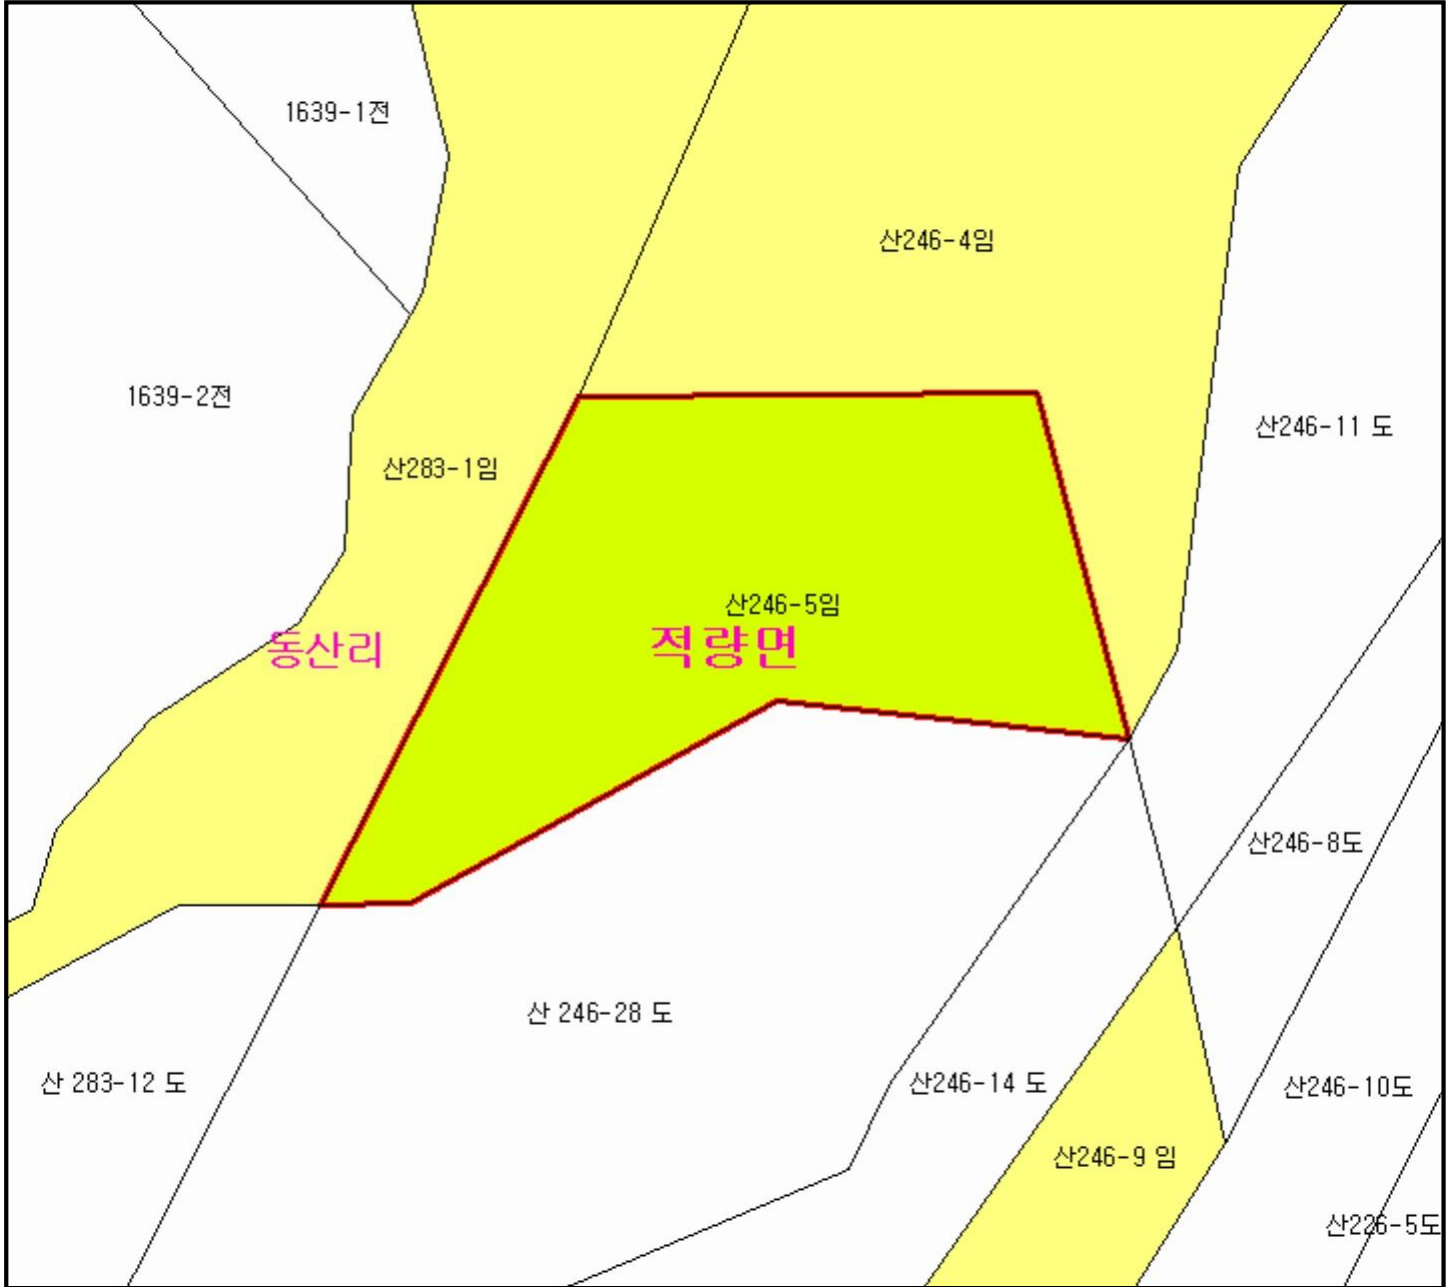 1639-1전
산246-4임
1639-2전
산246-11 도
산283-1임
산246-5임
동산리
적량면
산246-8도
산 246-28 도
산 283-12 도
산246-14 도
산246-10도
산246-9 임
산226-5도